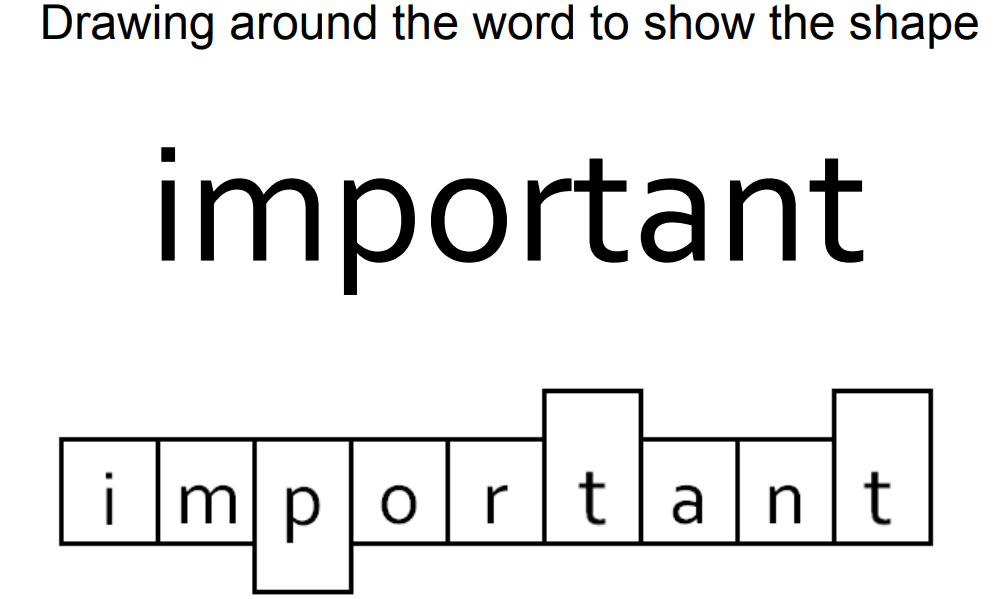 Drawing around the word to show the shape
important
i m p o r t a n t